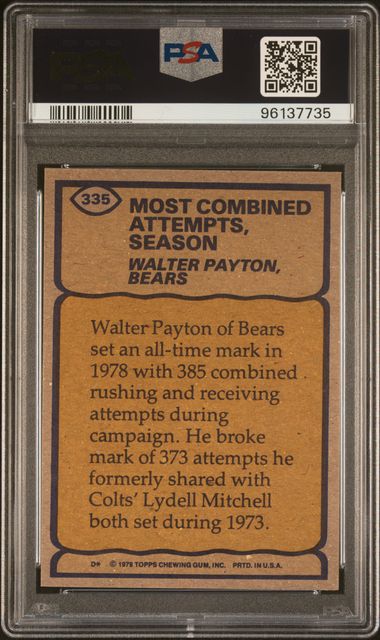 PSA
PSA
96137735
335
MOST COMBINED
ATTEMPTS,
SEASON
WALTER PAYTON,
BEARS
Walter Payton of Bears
set an all-time mark in
1978 with 385 combined
rushing and receiving
attempts during
campaign. He broke
mark of 373 attempts he
formerly shared with
Colts' Lydell Mitchell
both set during 1973.
D* © 1979 TOPPS CHEWING GUM, INC. PRTD. IN U.S.A.